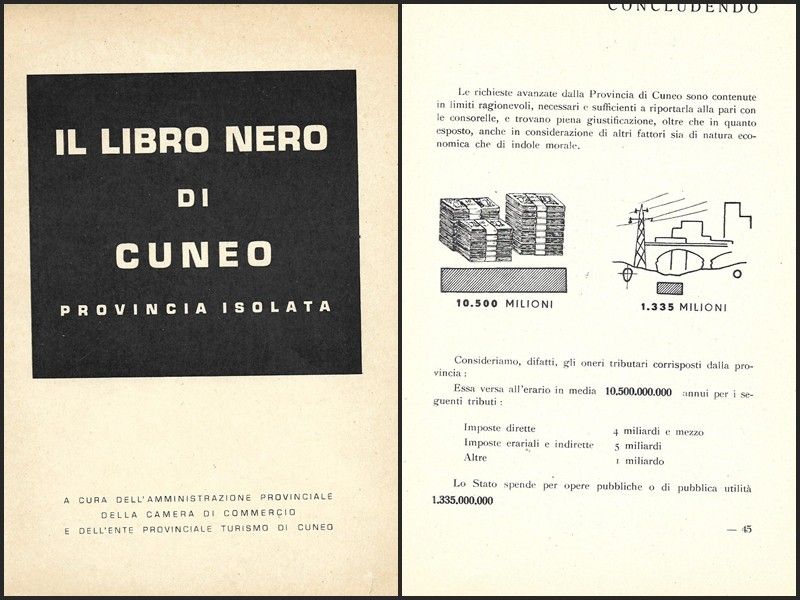 IL LIBRO NERO
DI
CUNEO
PROVINCIA ISOLATA
A CURA DELL'AMMINISTRAZIONE PROVINCIALE
DELLA CAMERA DI COMMERCIO
E DELL'ENTE PROVINCIALE TURISMO DI CUNEO
CONCLUDENDO
Le richieste avanzate dalla Provincia di Cuneo sono contenute
in limiti ragionevoli, necessari e sufficienti a riportarla alla pari con
le consorelle, e trovano piena giustificazione, oltre che in quanto
esposto, anche in considerazione di altri fattori sia di natura eco-
nomica che di indole morale.
10.500 MILIONI
1.335 MILIONI
Consideriamo, difatti, gli oneri tributari corrisposti dalla pro-
vincia :
Essa versa all'erario in media 10.500.000.000 annui per i se-
guenti tributi :
Imposte dirette 4 miliardi e mezzo
Imposte erariali e indirette 5 miliardi
Altre 1 miliardo
Lo Stato spende per opere pubbliche o di pubblica utilità
1.335.000.000
— 45